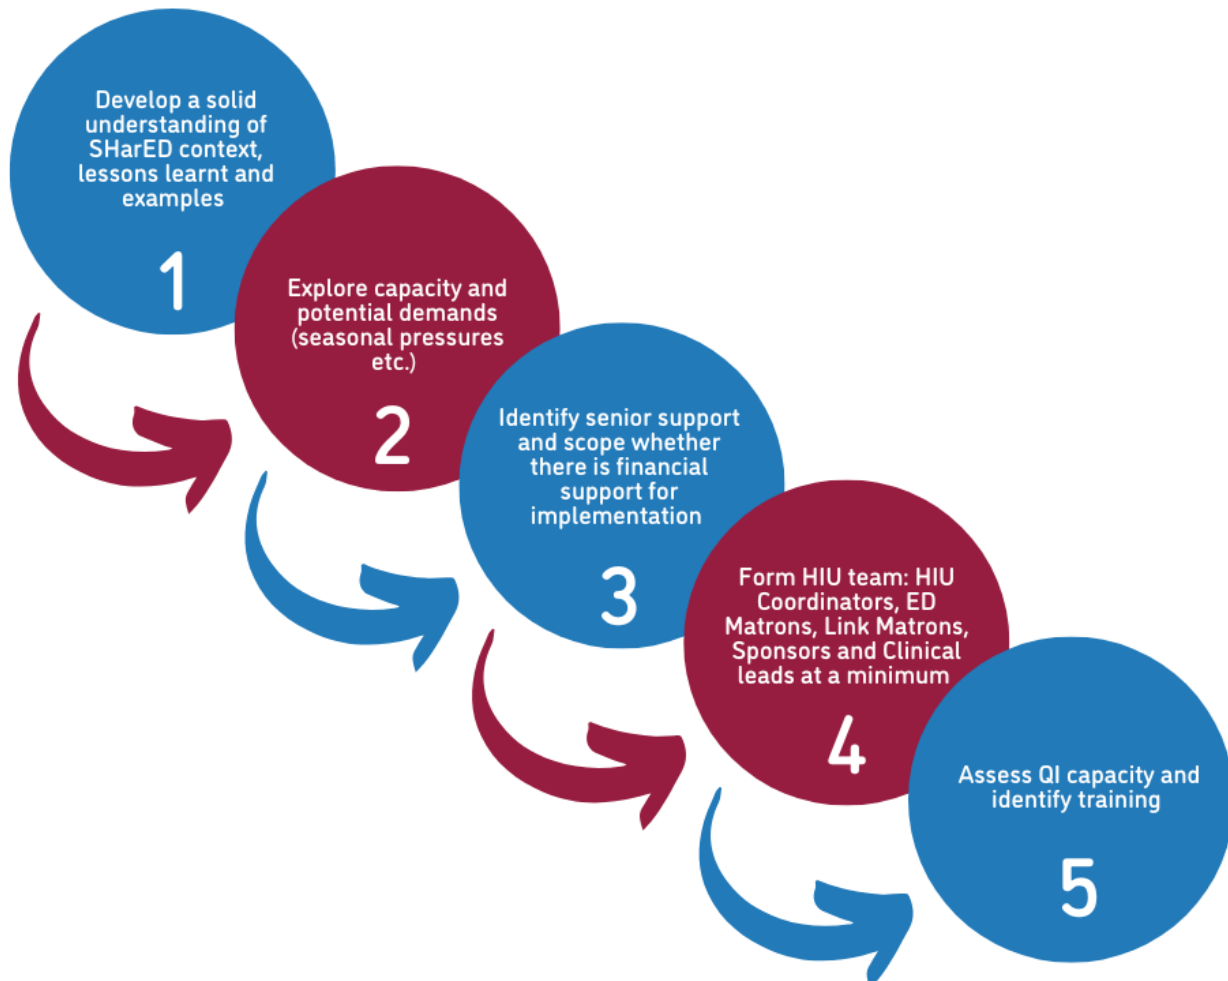 Develop a solid
understanding of
SHarED context,
lessons learnt and
examples
1
Explore capacity and
potential demands
(seasonal pressures
etc.)
2
Identify senior support
and scope whether
there is financial
support for
implementation
3
Form HIU team: HIU
Coordinators, ED
Matrons, Link Matrons,
Sponsors and Clinical
leads at a minimum
4
Assess QI capacity and
identify training
5